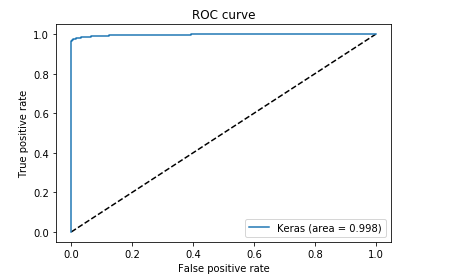 ROC curve
True positive rate
1.0
0.8
0.6
0.4
0.2
0.0
Keras (area = 0.998)
0.0 0.2 0.4 0.6 0.8 1.0
False positive rate